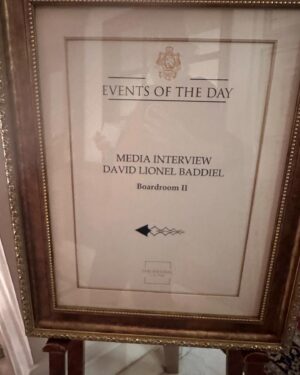 EVENTS OF THE DAY
MEDIA INTERVIEW
DAVID LIONEL BADDIEL
Boardroom II